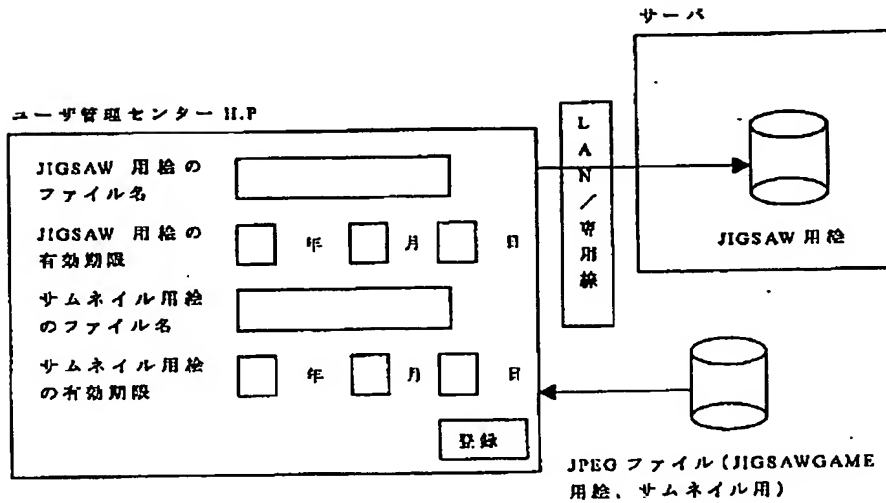 サーバ
ユーザ管理センター H.P
JIGSAW 用絵の
ファイル名
JIGSAW 用絵の
有効期限
年 月 日
サムネイル用絵
のファイル名
サムネイル用絵
の有効期限
年 月 日
登録
LAN/専用線
JIGSAW 用絵
JPEG ファイル(JIGSAWGAME
用絵、サムネイル用)